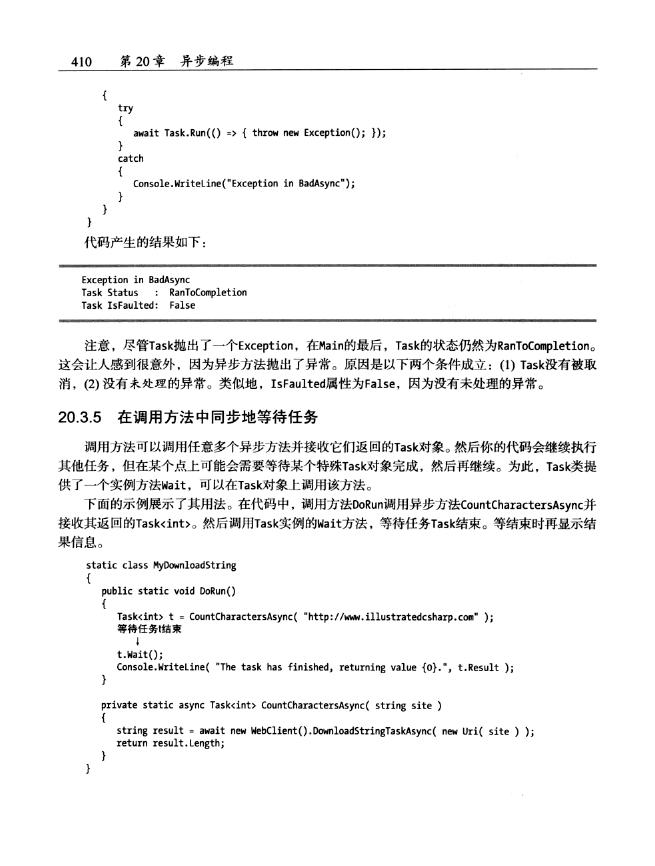 410 第20章 异步编程
{
try
{
await Task.Run(() => { throw new Exception(); });
}
catch
{
Console.WriteLine("Exception in BadAsync");
}
}
}
代码产生的结果如下：
Exception in BadAsync
Task Status : RanToCompletion
Task IsFaulted: False
注意，尽管Task抛出了一个Exception，在Main的最后，Task的状态仍然为RanToCompletion。
这会让人感到很意外，因为异步方法抛出了异常。原因是以下两个条件成立：(1) Task没有被取
消，(2) 没有未处理的异常。类似地，IsFaulted属性为False，因为没有未处理的异常。
20.3.5 在调用方法中同步地等待任务
调用方法可以调用任意多个异步方法并接收它们返回的Task对象。然后你的代码会继续执行
其他任务，但在某个点上可能会需要等待某个特殊Task对象完成，然后再继续。为此，Task类提
供了一个实例方法Wait，可以在Task对象上调用该方法。
下面的示例展示了其用法。在代码中，调用方法DoRun调用异步方法CountCharactersAsync并
接收其返回的Task<int>。然后调用Task实例的Wait方法，等待任务Task结束。等结束时再显示结
果信息。
static class MyDownloadString
{
public static void DoRun()
{
Task<int> t = CountCharactersAsync( "http://www.illustratedcsharp.com" );
等待任务t结束
↓
t.Wait();
Console.WriteLine( "The task has finished, returning value {0}.", t.Result );
}
private static async Task<int> CountCharactersAsync( string site )
{
string result = await new WebClient().DownloadStringTaskAsync( new Uri( site ) );
return result.Length;
}
}